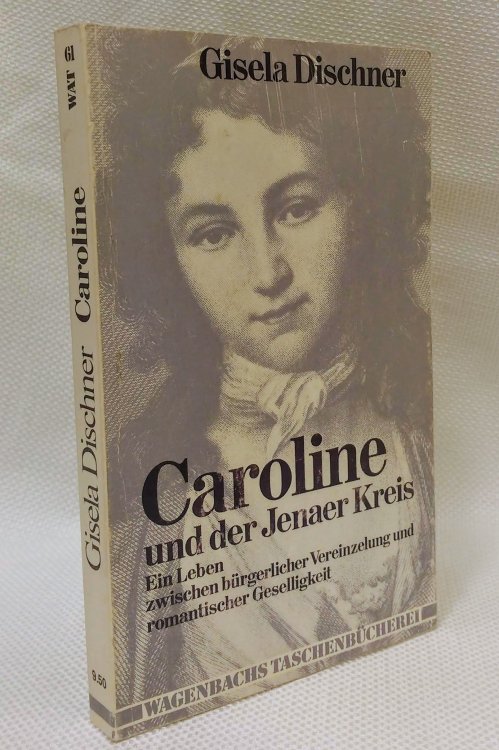 Gisela Dischner
Caroline
und der Jenaer Kreis
Ein Leben
zwischen bürgerlicher Vereinzelung und
romantischer Geselligkeit
WAGENBACHS TASCHENBÜCHEREI
WAT 61
Gisela Dischner Caroline
9.50